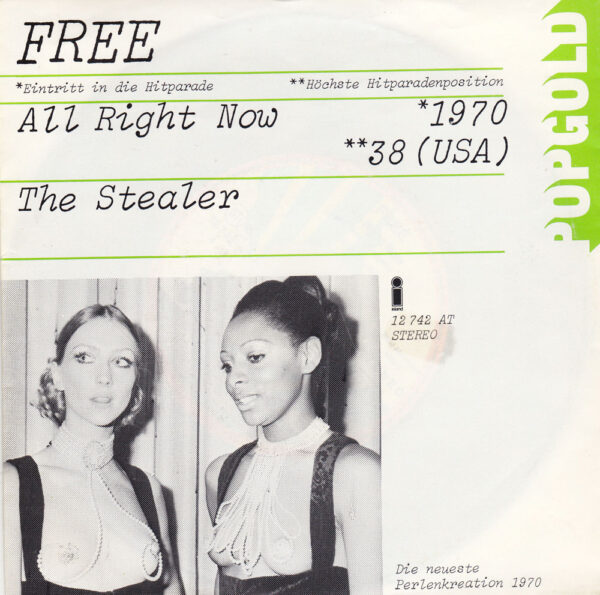 FREE
*Eintritt in die Hitparade
**Höchste Hitparadenposition
All Right Now
*1970
**38 (USA)
The Stealer
POPGOLD
island
12 742 AT
STEREO
Die neueste
Perlenkreation 1970